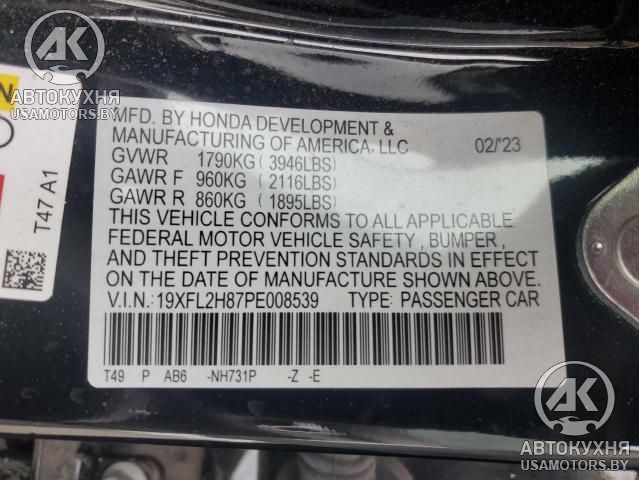 AK
АВТОКУХНЯ
USAMOTORS.BY
N
T47 A1
MFD. BY HONDA DEVELOPMENT &
MANUFACTURING OF AMERICA, LLC 02/'23
GVWR 1790KG ( 3946LBS)
GAWR F 960KG ( 2116LBS)
GAWR R 860KG ( 1895LBS)
THIS VEHICLE CONFORMS TO ALL APPLICABLE
FEDERAL MOTOR VEHICLE SAFETY , BUMPER ,
AND THEFT PREVENTION STANDARDS IN EFFECT
ON THE DATE OF MANUFACTURE SHOWN ABOVE.
V.I.N.: 19XFL2H87PE008539 TYPE: PASSENGER CAR
T49 P AB6 -NH731P -Z -E
AK
АВТОКУХНЯ
USAMOTORS.BY